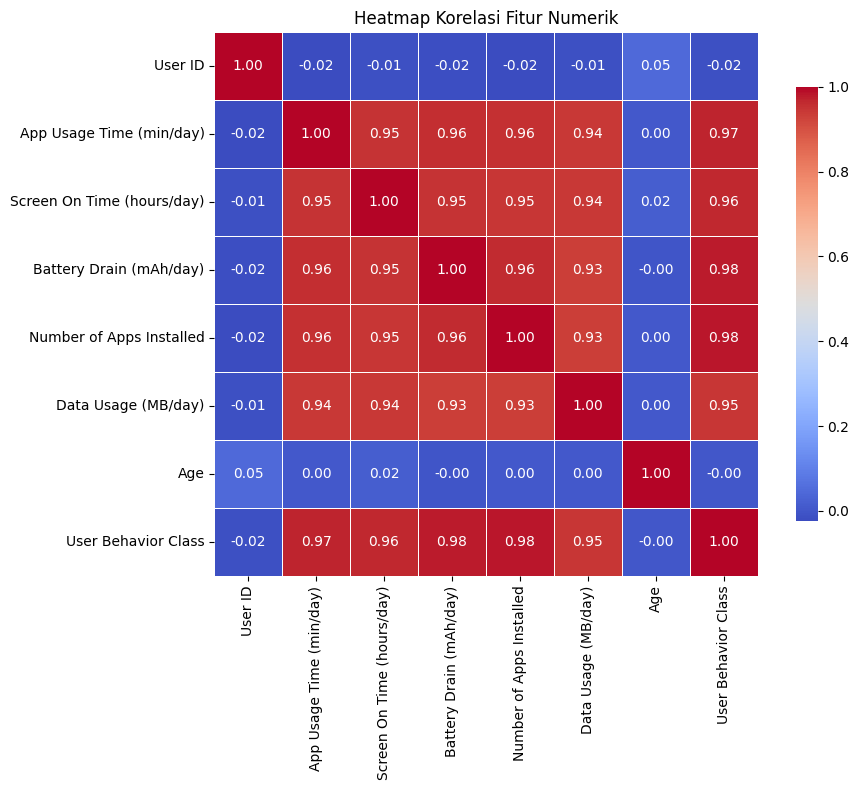 Heatmap Korelasi Fitur Numerik
User ID 1.00 -0.02 -0.01 -0.02 -0.02 -0.01 0.05 -0.02
App Usage Time (min/day) -0.02 1.00 0.95 0.96 0.96 0.94 0.00 0.97
Screen On Time (hours/day) -0.01 0.95 1.00 0.95 0.95 0.94 0.02 0.96
Battery Drain (mAh/day) -0.02 0.96 0.95 1.00 0.96 0.93 -0.00 0.98
Number of Apps Installed -0.02 0.96 0.95 0.96 1.00 0.93 0.00 0.98
Data Usage (MB/day) -0.01 0.94 0.94 0.93 0.93 1.00 0.00 0.95
Age 0.05 0.00 0.02 -0.00 0.00 0.00 1.00 -0.00
User Behavior Class -0.02 0.97 0.96 0.98 0.98 0.95 -0.00 1.00
User ID
App Usage Time (min/day)
Screen On Time (hours/day)
Battery Drain (mAh/day)
Number of Apps Installed
Data Usage (MB/day)
Age
User Behavior Class
1.0
0.8
0.6
0.4
0.2
0.0